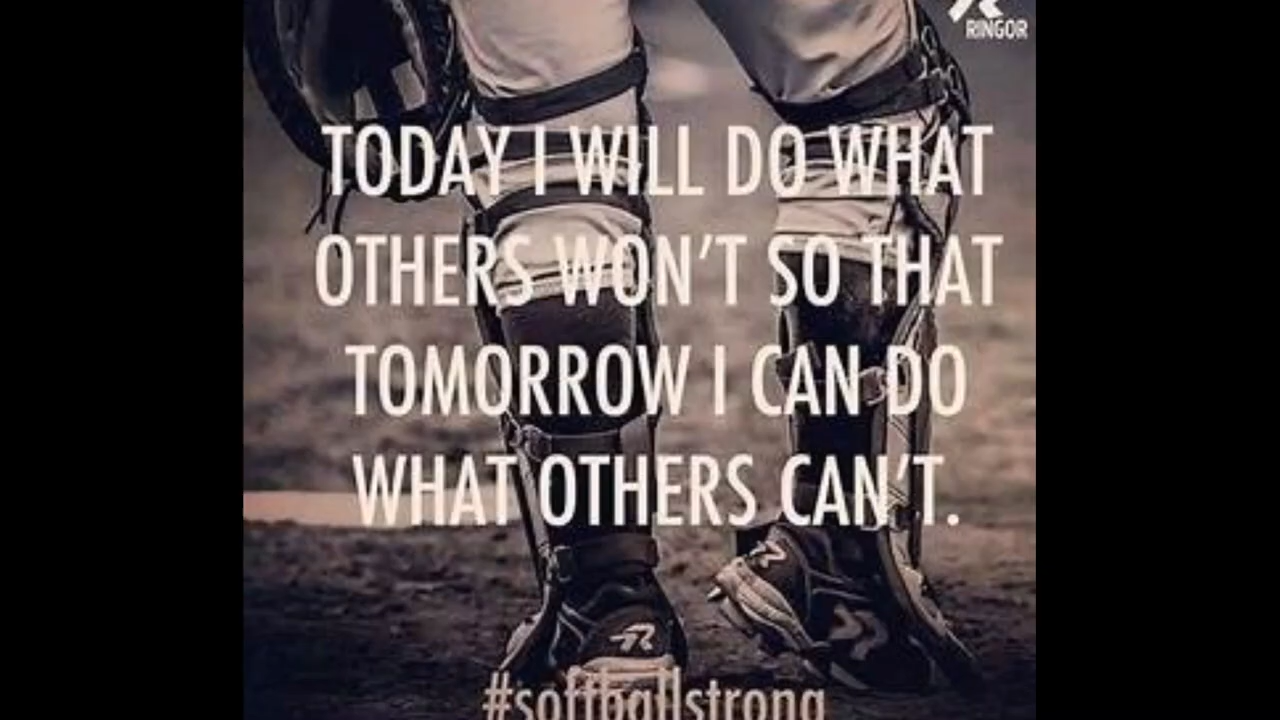 RINGOR
TODAY I WILL DO WHAT
OTHERS WON'T SO THAT
TOMORROW I CAN DO
WHAT OTHERS CAN'T.
#softballstrong